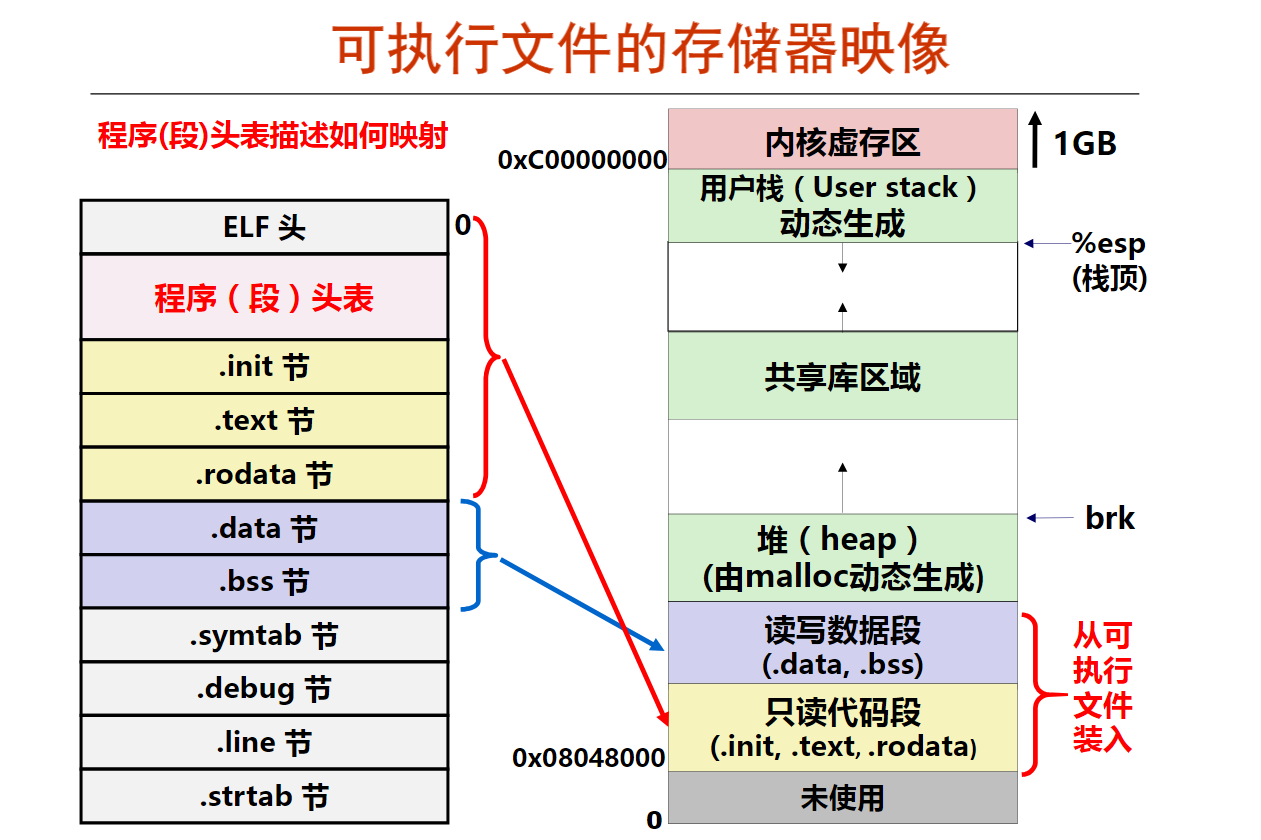 可执行文件的存储器映像
程序(段)头表描述如何映射
ELF 头
0
程序（段）头表
.init 节
.text 节
.rodata 节
.data 节
.bss 节
.symtab 节
.debug 节
.line 节
.strtab 节
0xC00000000
内核虚存区
1GB
用户栈（User stack）
动态生成
%esp
(栈顶)
共享库区域
brk
堆（heap）
(由malloc动态生成)
读写数据段
(.data, .bss)
只读代码段
(.init, .text, .rodata)
0x08048000
未使用
0
从可
执行
文件
装入